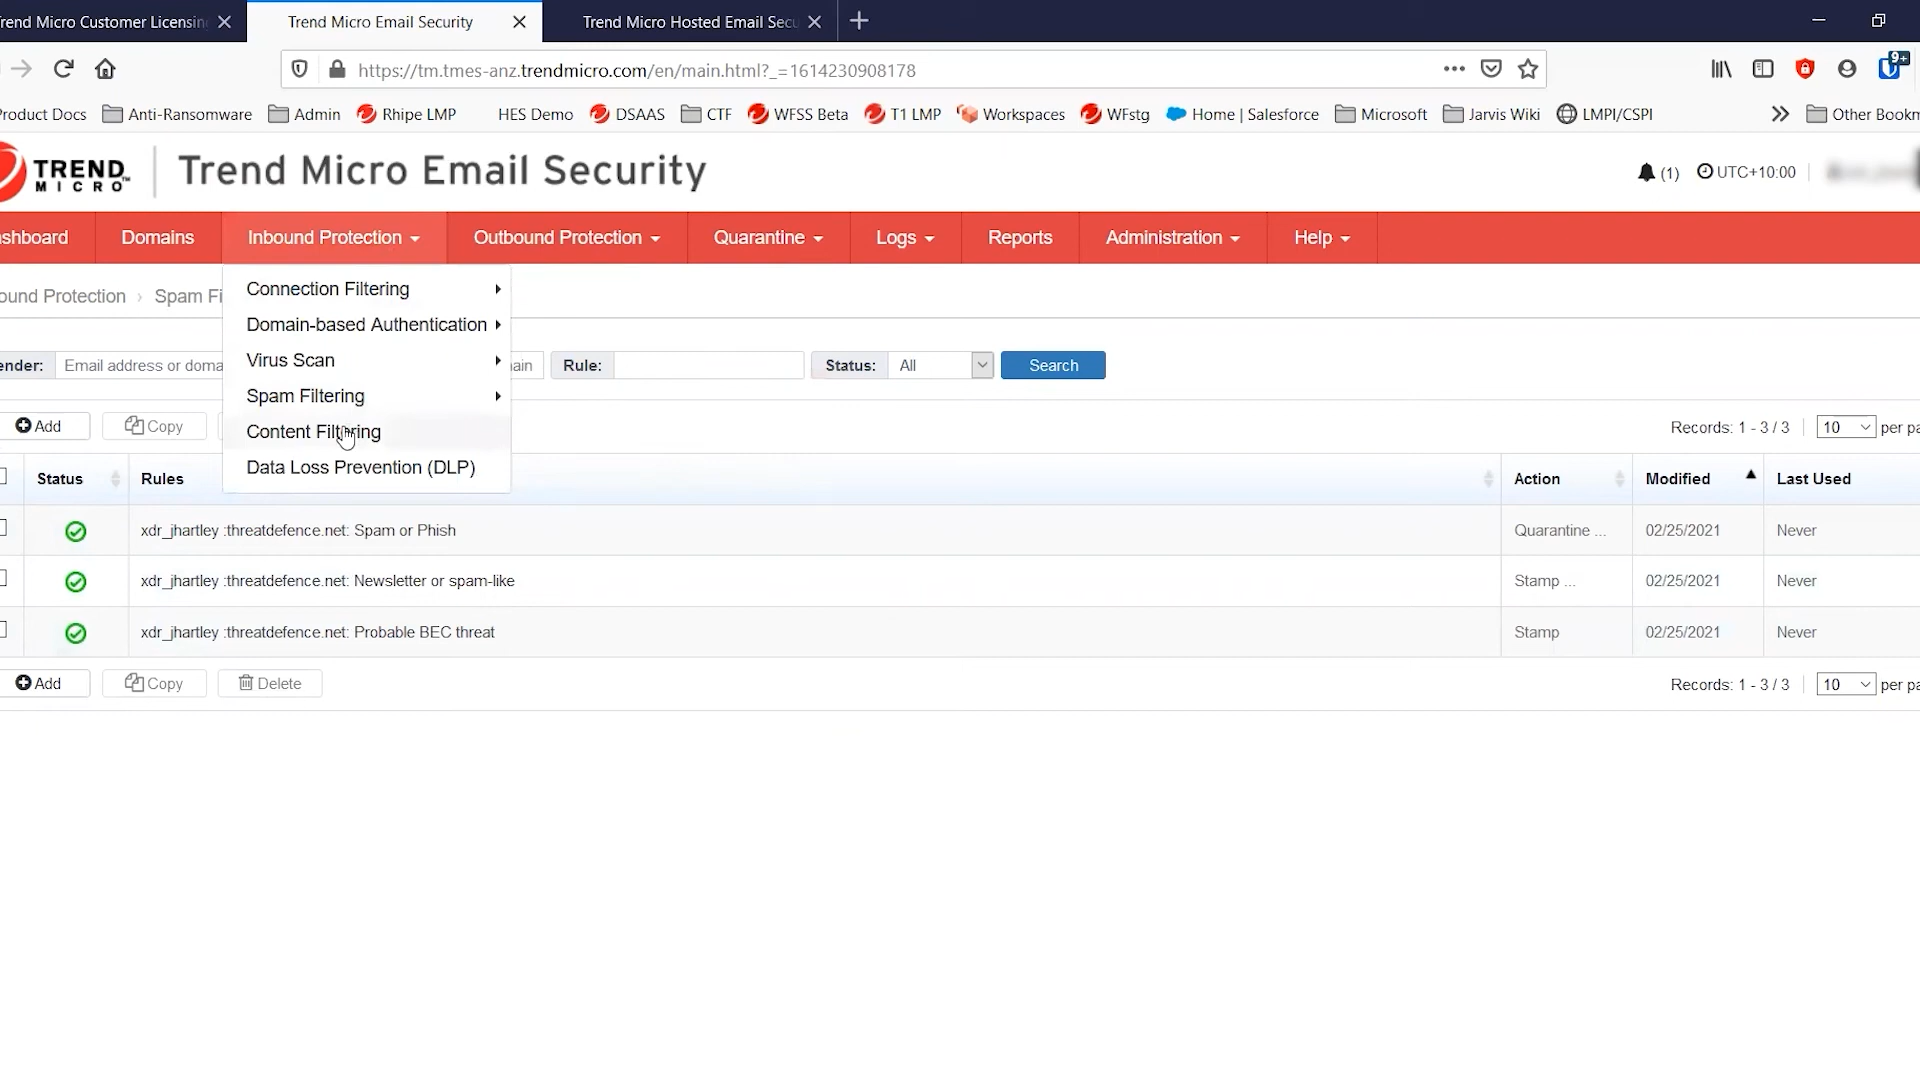 rend Micro Customer Licensing
Trend Micro Email Security
Trend Micro Hosted Email Secu
https://tm.tmes-anz.trendmicro.com/en/main.html?_=1614230908178
9+
Product Docs Anti-Ransomware Admin Rhipe LMP HES Demo DSAAS CTF WFSS Beta T1 LMP Workspaces WFstg Home | Salesforce Microsoft Jarvis Wiki LMPI/CSPI Other Bookm
TREND MICRO™ Trend Micro Email Security
(1) UTC+10:00
shboard Domains Inbound Protection Outbound Protection Quarantine Logs Reports Administration Help
ound Protection › Spam Fi
Connection Filtering
Domain-based Authentication
Virus Scan
Spam Filtering
Content Filtering
Data Loss Prevention (DLP)
ender: Email address or doma ain Rule: Status: All Search
Add Copy Records: 1 - 3 / 3 10 per pa
Status Rules Action Modified Last Used
xdr_jhartley :threatdefence.net: Spam or Phish Quarantine ... 02/25/2021 Never
xdr_jhartley :threatdefence.net: Newsletter or spam-like Stamp ... 02/25/2021 Never
xdr_jhartley :threatdefence.net: Probable BEC threat Stamp 02/25/2021 Never
Add Copy Delete Records: 1 - 3 / 3 10 per pa